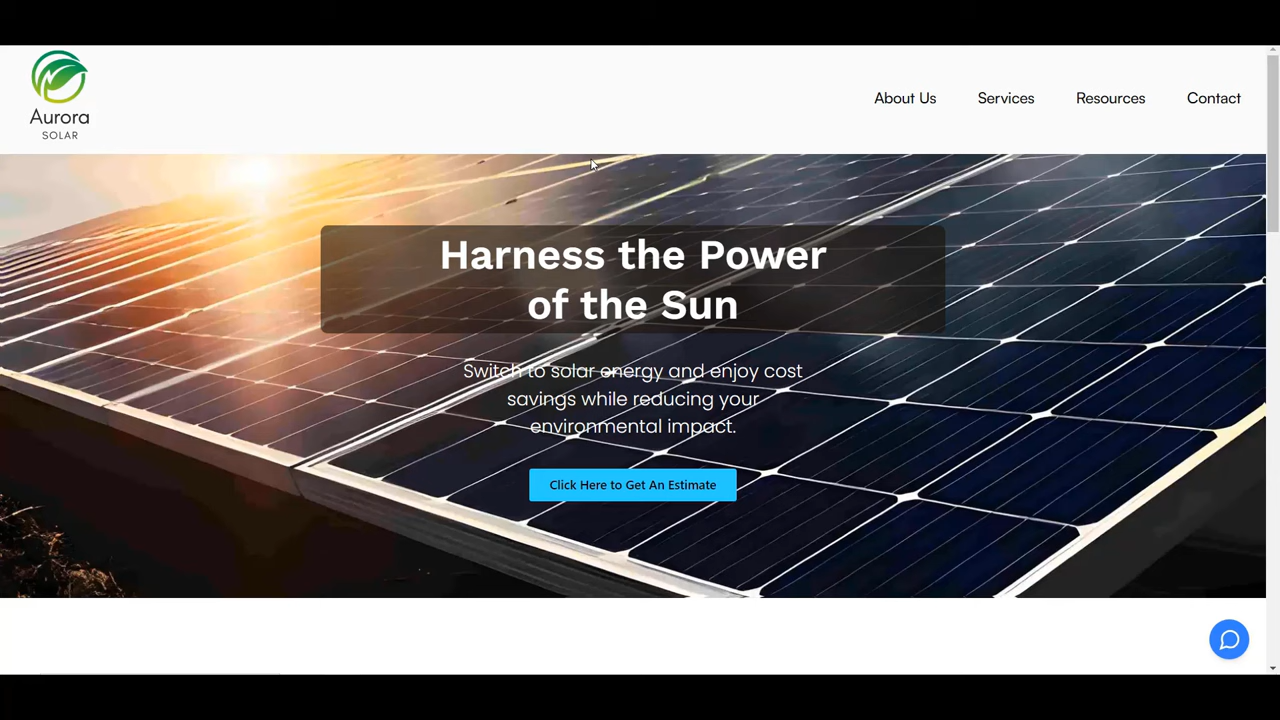 Aurora
SOLAR
About Us
Services
Resources
Contact
Harness the Power
of the Sun
Switch to solar energy and enjoy cost
savings while reducing your
environmental impact.
Click Here to Get An Estimate